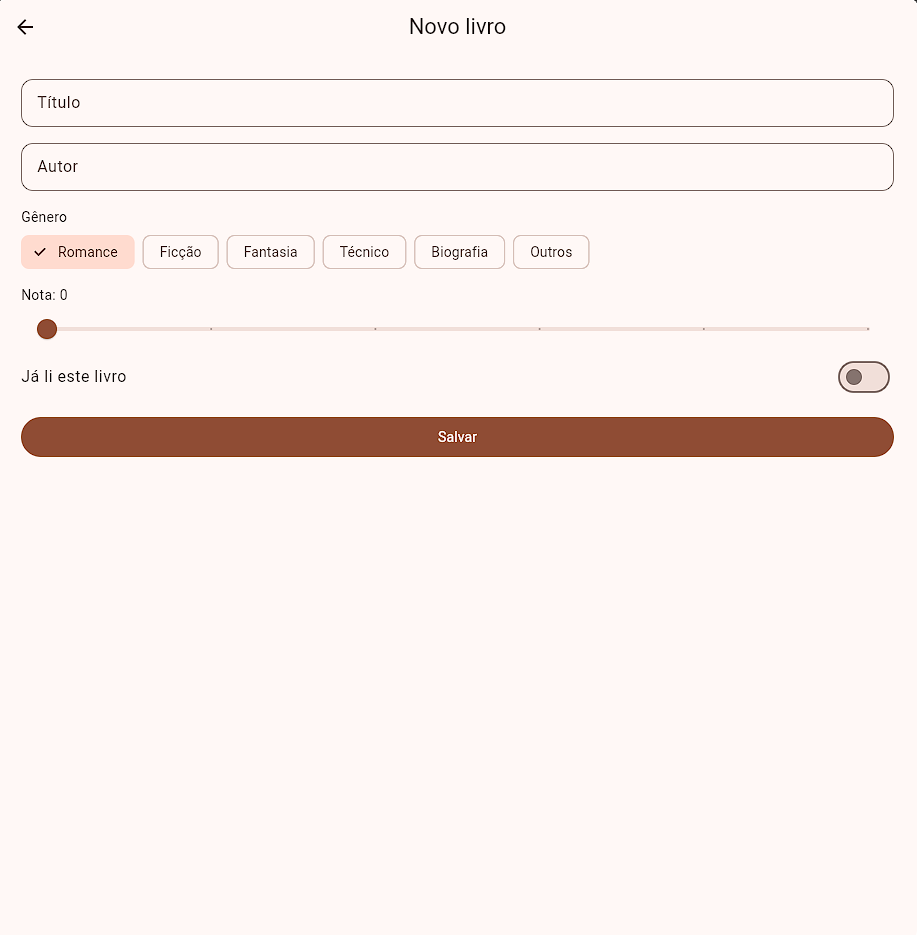 Novo livro
Título
Autor
Gênero
Romance Ficção Fantasia Técnico Biografia Outros
Nota: 0
Já li este livro
Salvar